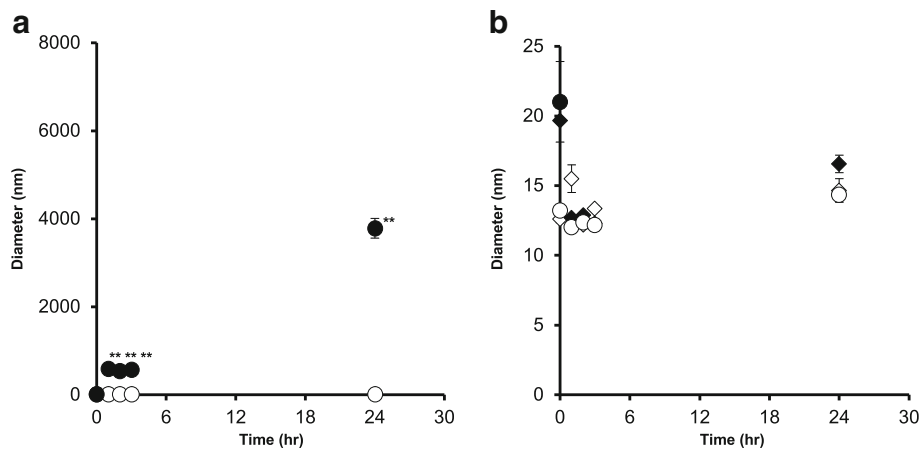 a
8000
6000
4000
2000
0
Diameter (nm)
**
** ** **
0 6 12 18 24 30
Time (hr)
b
25
20
15
10
5
0
Diameter (nm)
0 6 12 18 24 30
Time (hr)